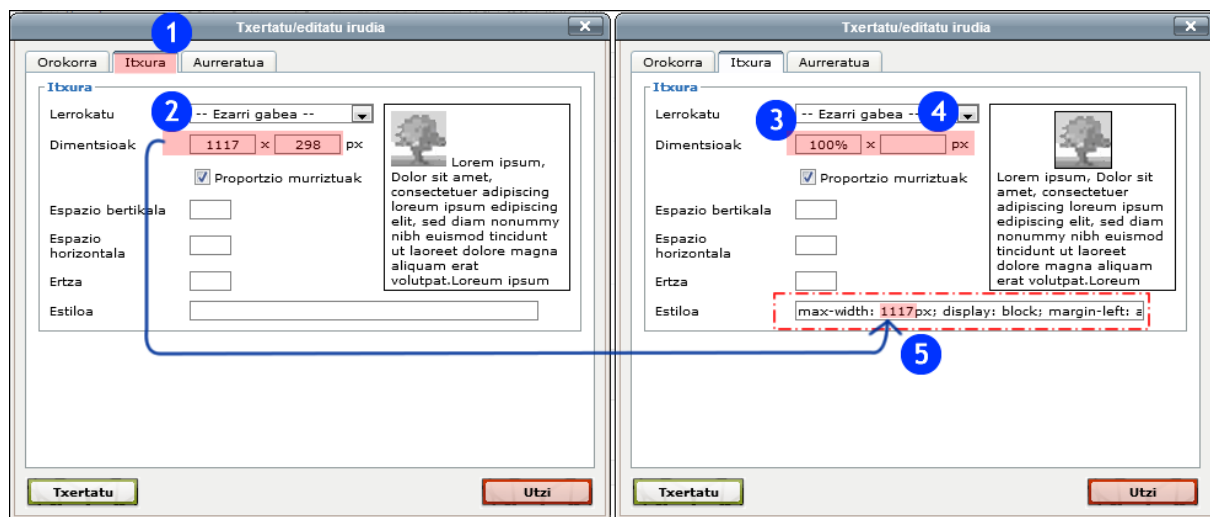 Txertatu/editatu irudia
1
Orokorra Itxura Aurreratua
Itxura
Lerrokatu
2
-- Ezarri gabea --
Dimentsioak 1117 x 298 px
Proportzio murriztuak
Espazio bertikala
Espazio
horizontala
Ertza
Estiloa
Lorem ipsum,
Dolor sit amet,
consectetuer adipiscing
loreum ipsum edipiscing
elit, sed diam nonummy
nibh euismod tincidunt
ut laoreet dolore magna
aliquam erat
volutpat.Loreum ipsum
Txertatu Utzi
Txertatu/editatu irudia
Orokorra Itxura Aurreratua
Itxura
Lerrokatu
3
-- Ezarri gabea --
4
Dimentsioak 100% x px
Proportzio murriztuak
Espazio bertikala
Espazio
horizontala
Ertza
Lorem ipsum, Dolor sit
amet, consectetuer
adipiscing loreum ipsum
edipiscing elit, sed diam
nonummy nibh euismod
tincidunt ut laoreet
dolore magna aliquam
erat volutpat.Loreum
Estiloa max-width: 1117px; display: block; margin-left: a
5
Txertatu Utzi